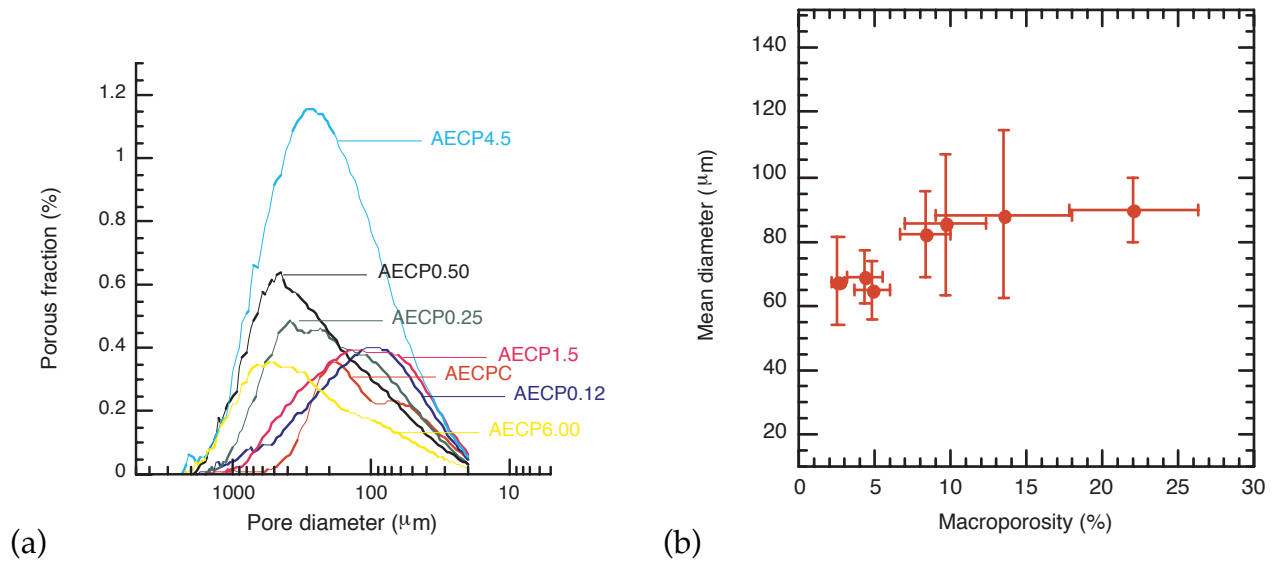 Porous fraction (%)
1.2
1
0.8
0.6
0.4
0.2
0
AECP4.5
AECP0.50
AECP0.25
AECP1.5
AECPC
AECP0.12
AECP6.00
1000
100
10
Pore diameter (μm)
(a)
Mean diameter (μm)
140
120
100
80
60
40
20
0
5
10
15
20
25
30
Macroporosity (%)
(b)